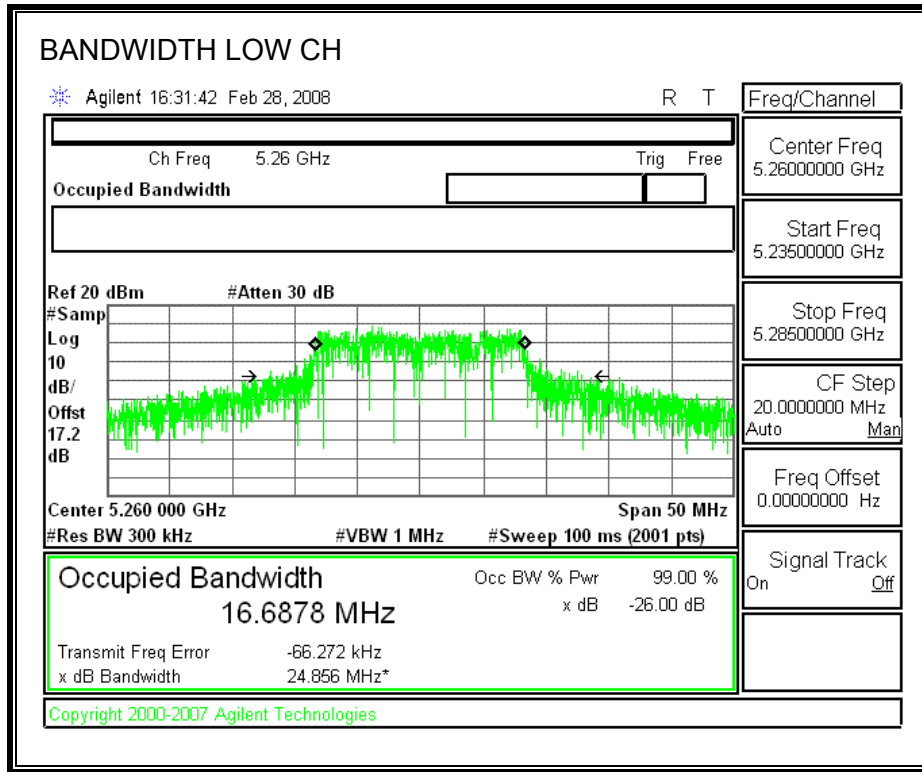 BANDWIDTH LOW CH
Agilent 16:31:42 Feb 28, 2008 R T
Freq/Channel
Ch Freq 5.26 GHz Trig Free
Occupied Bandwidth
Center Freq
5.26000000 GHz
Start Freq
5.23500000 GHz
Stop Freq
5.28500000 GHz
CF Step
20.0000000 MHz
Auto Man
Freq Offset
0.00000000 Hz
Signal Track
On Off
Ref 20 dBm #Atten 30 dB
#Samp
Log
10
dB/
Offst
17.2
dB
Center 5.260 000 GHz Span 50 MHz
#Res BW 300 kHz #VBW 1 MHz #Sweep 100 ms (2001 pts)
Occupied Bandwidth Occ BW % Pwr 99.00 %
16.6878 MHz x dB -26.00 dB
Transmit Freq Error -66.272 kHz
x dB Bandwidth 24.856 MHz*
Copyright 2000-2007 Agilent Technologies